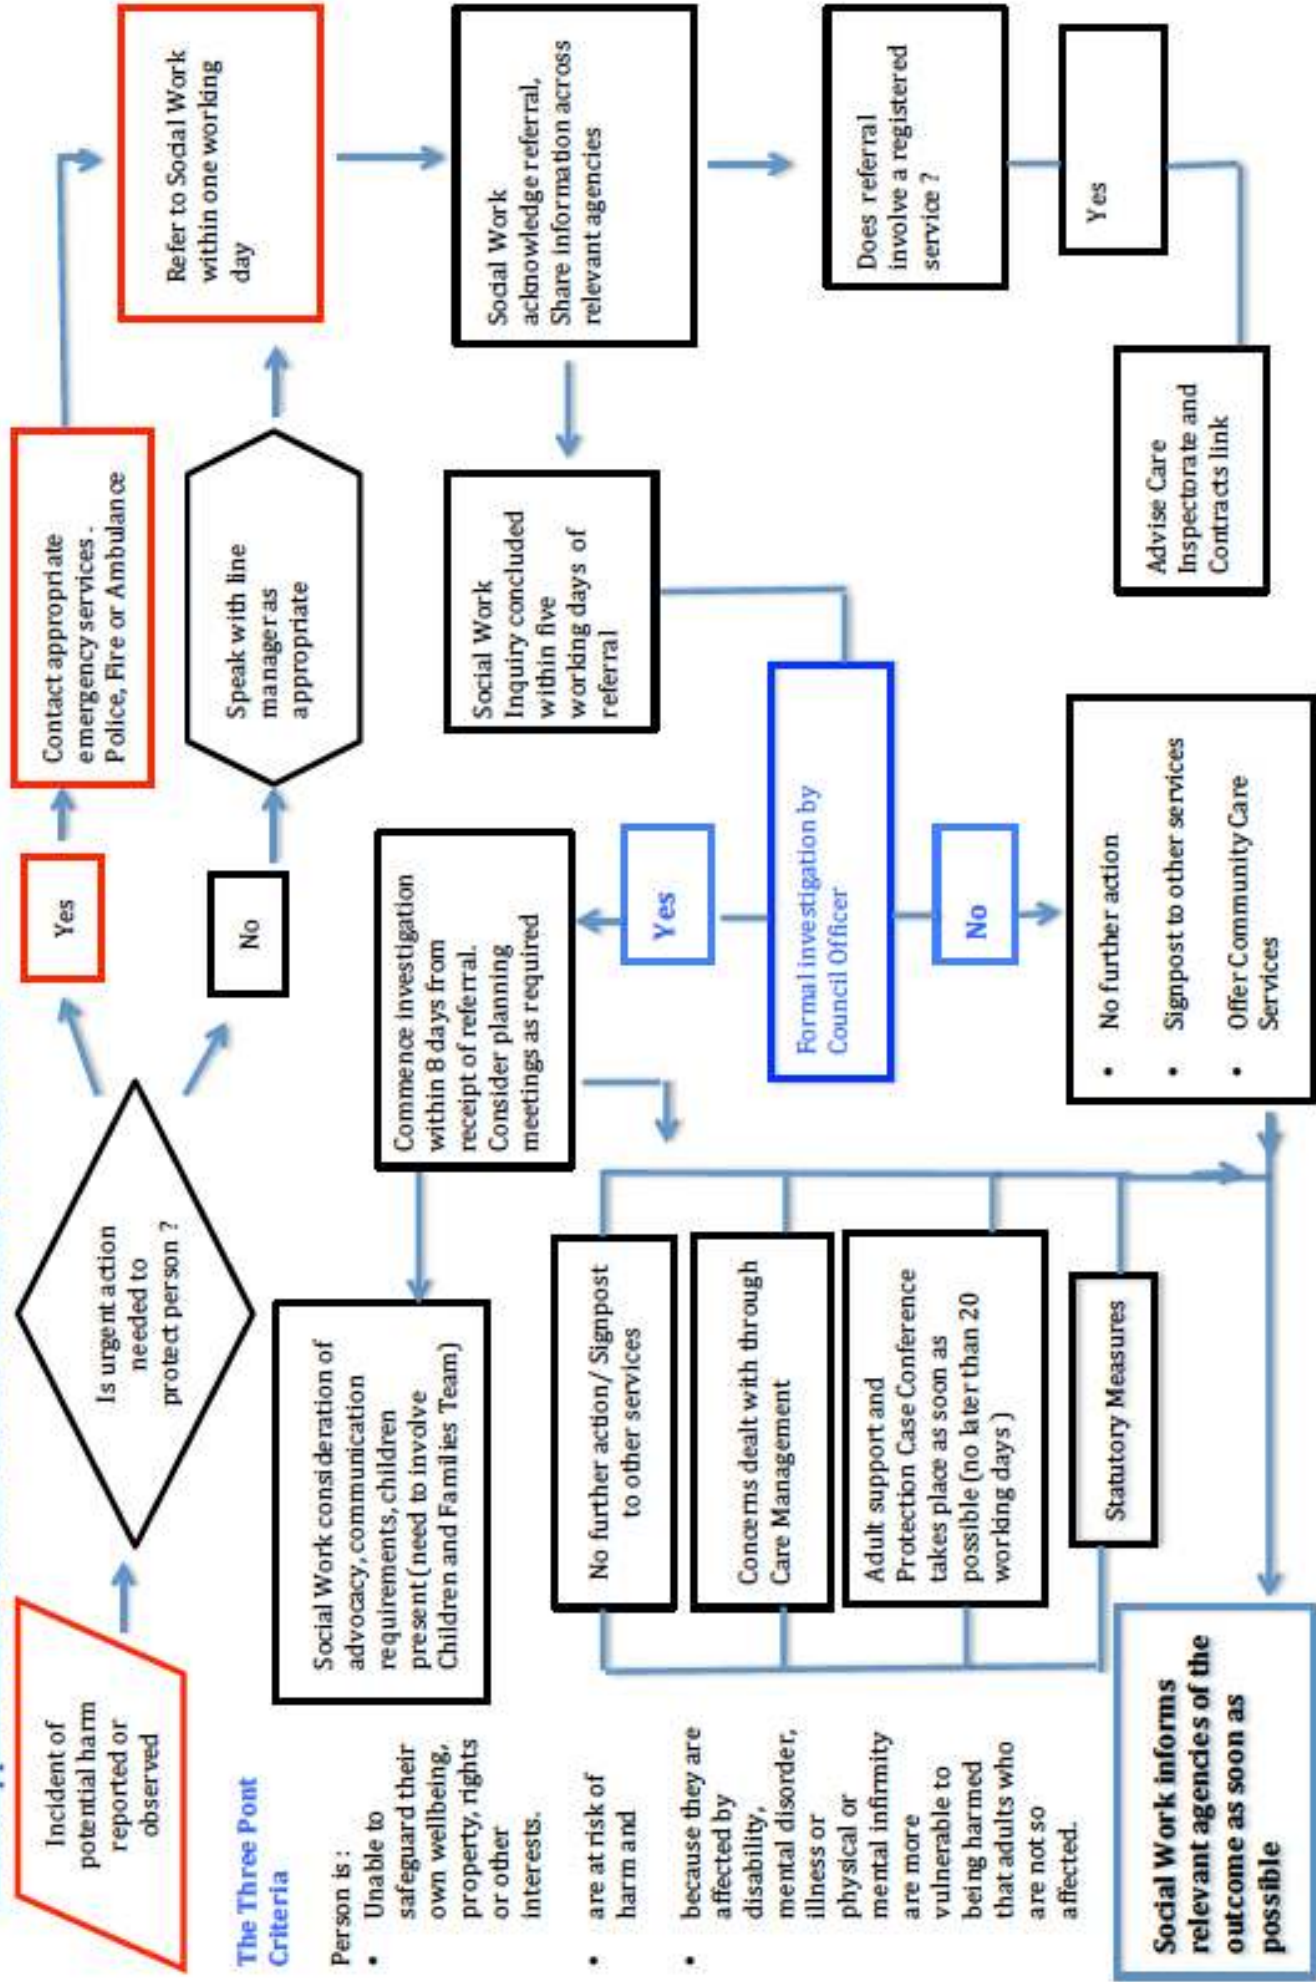 Incident of
potential harm
reported or
observed
Is urgent action
needed to
protect person ?
Yes
No
Contact appropriate
emergency services .
Police, Fire or Ambulance
Speak with line
manager as
appropriate
Refer to Social Work
within one working
day
The Three Pont
Criteria
Person is :
• Unable to
safeguard their
own wellbeing,
property, rights
or other
interests.
• are at risk of
harm and
• because they are
affected by
disability,
mental disorder,
illness or
physical or
mental infirmity
are more
vulnerable to
being harmed
that adults who
are not so
affected.
Social Work consideration of
advocacy, communication
requirements, children
present (need to involve
Children and Families Team)
Commence investigation
within 8 days from
receipt of referral.
Consider planning
meetings as required
Social Work
Inquiry concluded
within five
working days of
referral
Social Work
acknowledge referral,
Share information across
relevant agencies
No further action/ Signpost
to other services
Concerns dealt with through
Care Management
Adult support and
Protection Case Conference
takes place as soon as
possible (no later than 20
working days )
Statutory Measures
Yes
Formal investigation by
Council Officer
No
• No further action
• Signpost to other services
• Offer Community Care
Services
Does referral
involve a registered
service ?
Yes
Advise Care
Inspectorate and
Contracts link
Social Work informs
relevant agencies of the
outcome as soon as
possible